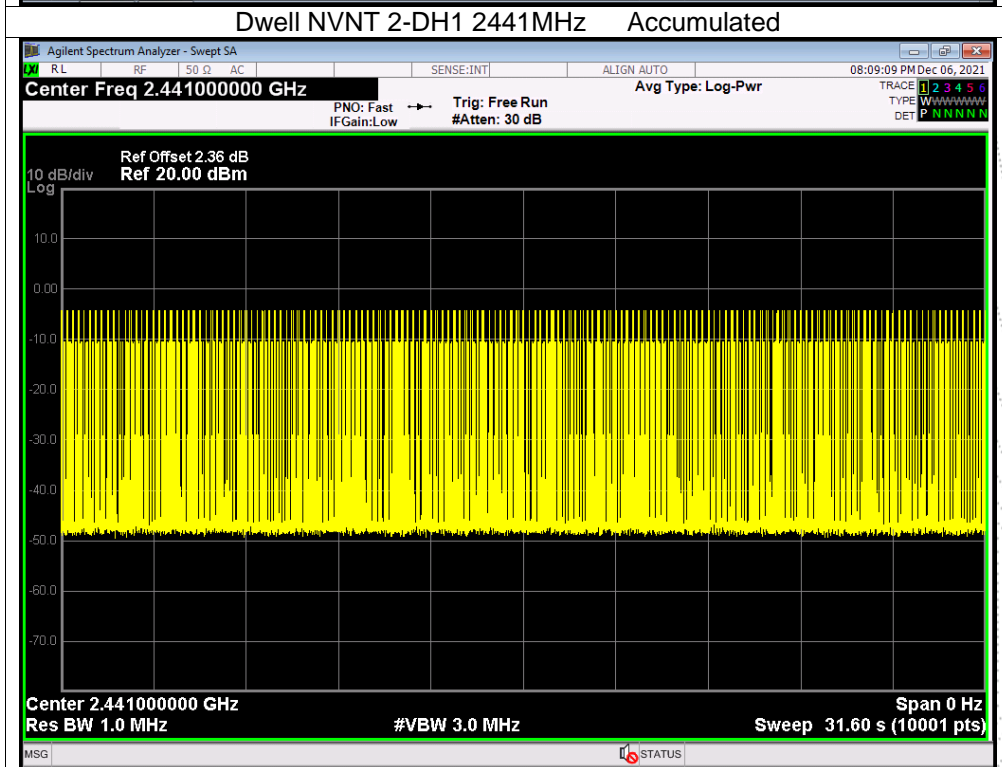 Dwell NVNT 2-DH1 2441MHz Accumulated
Agilent Spectrum Analyzer - Swept SA
LXI RL RF 50 Ω AC SENSE:INT ALIGN AUTO 08:09:09 PM Dec 06, 2021
Center Freq 2.441000000 GHz Avg Type: Log-Pwr TRACE 1 2 3 4 5 6
PNO: Fast Trig: Free Run TYPE WWWWWW
IFGain:Low #Atten: 30 dB DET P N N N N N
Ref Offset 2.36 dB
10 dB/div Ref 20.00 dBm
Log
10.0
0.00
-10.0
-20.0
-30.0
-40.0
-50.0
-60.0
-70.0
Center 2.441000000 GHz Span 0 Hz
Res BW 1.0 MHz #VBW 3.0 MHz Sweep 31.60 s (10001 pts)
MSG STATUS